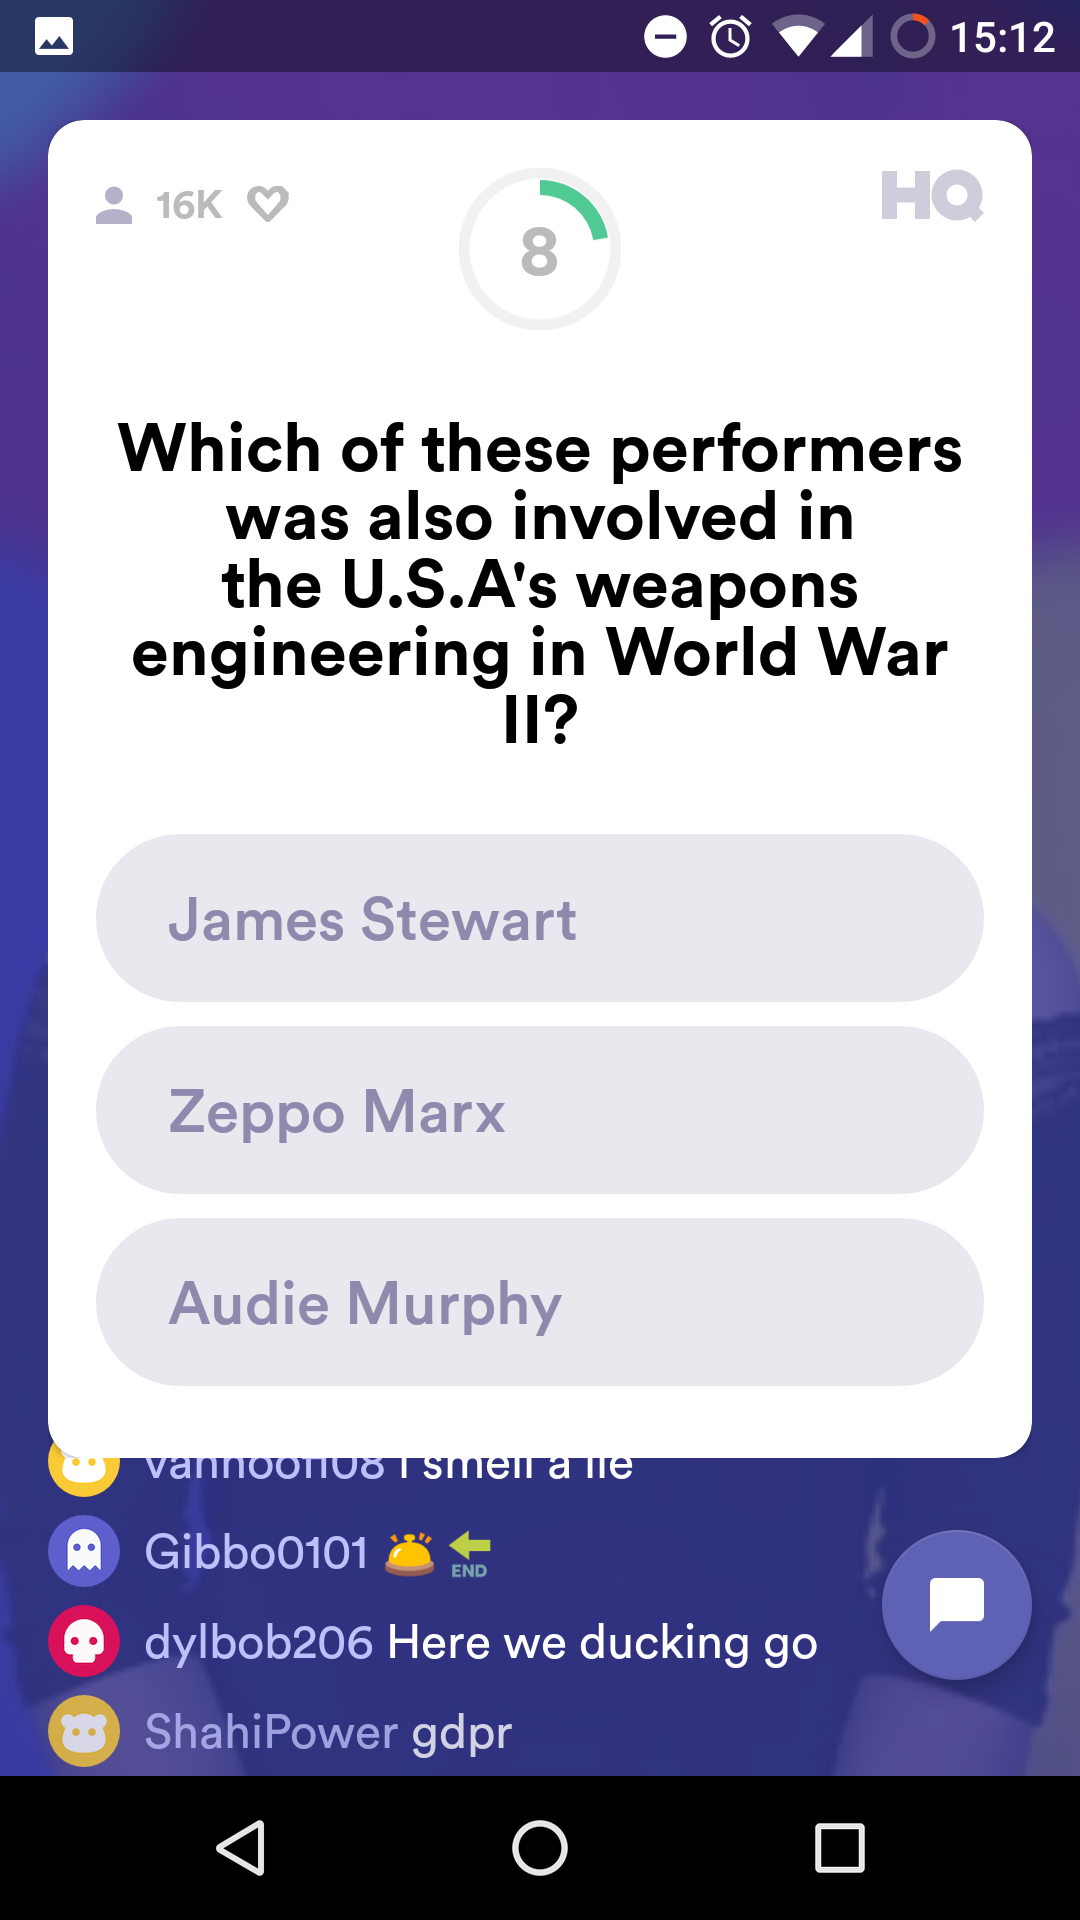 15:12
16K
8
HQ
Which of these performers
was also involved in
the U.S.A's weapons
engineering in World War
II?
James Stewart
Zeppo Marx
Audie Murphy
I smell a lie
Gibbo0101 END
dylbob206 Here we ducking go
ShahiPower gdpr